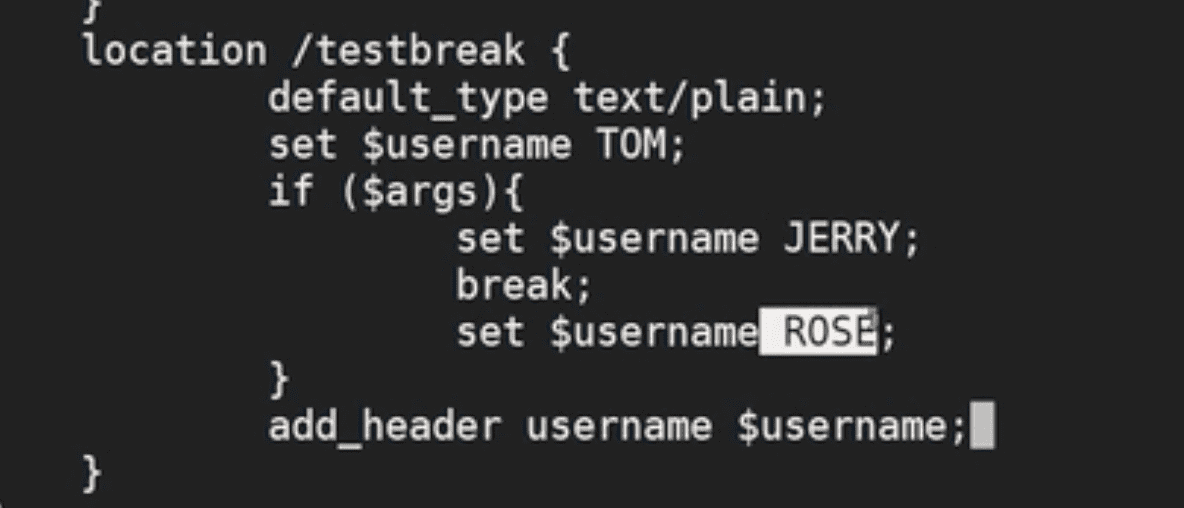 }
location /testbreak {
default_type text/plain;
set $username TOM;
if ($args){
set $username JERRY;
break;
set $username ROSE;
}
add_header username $username;
}